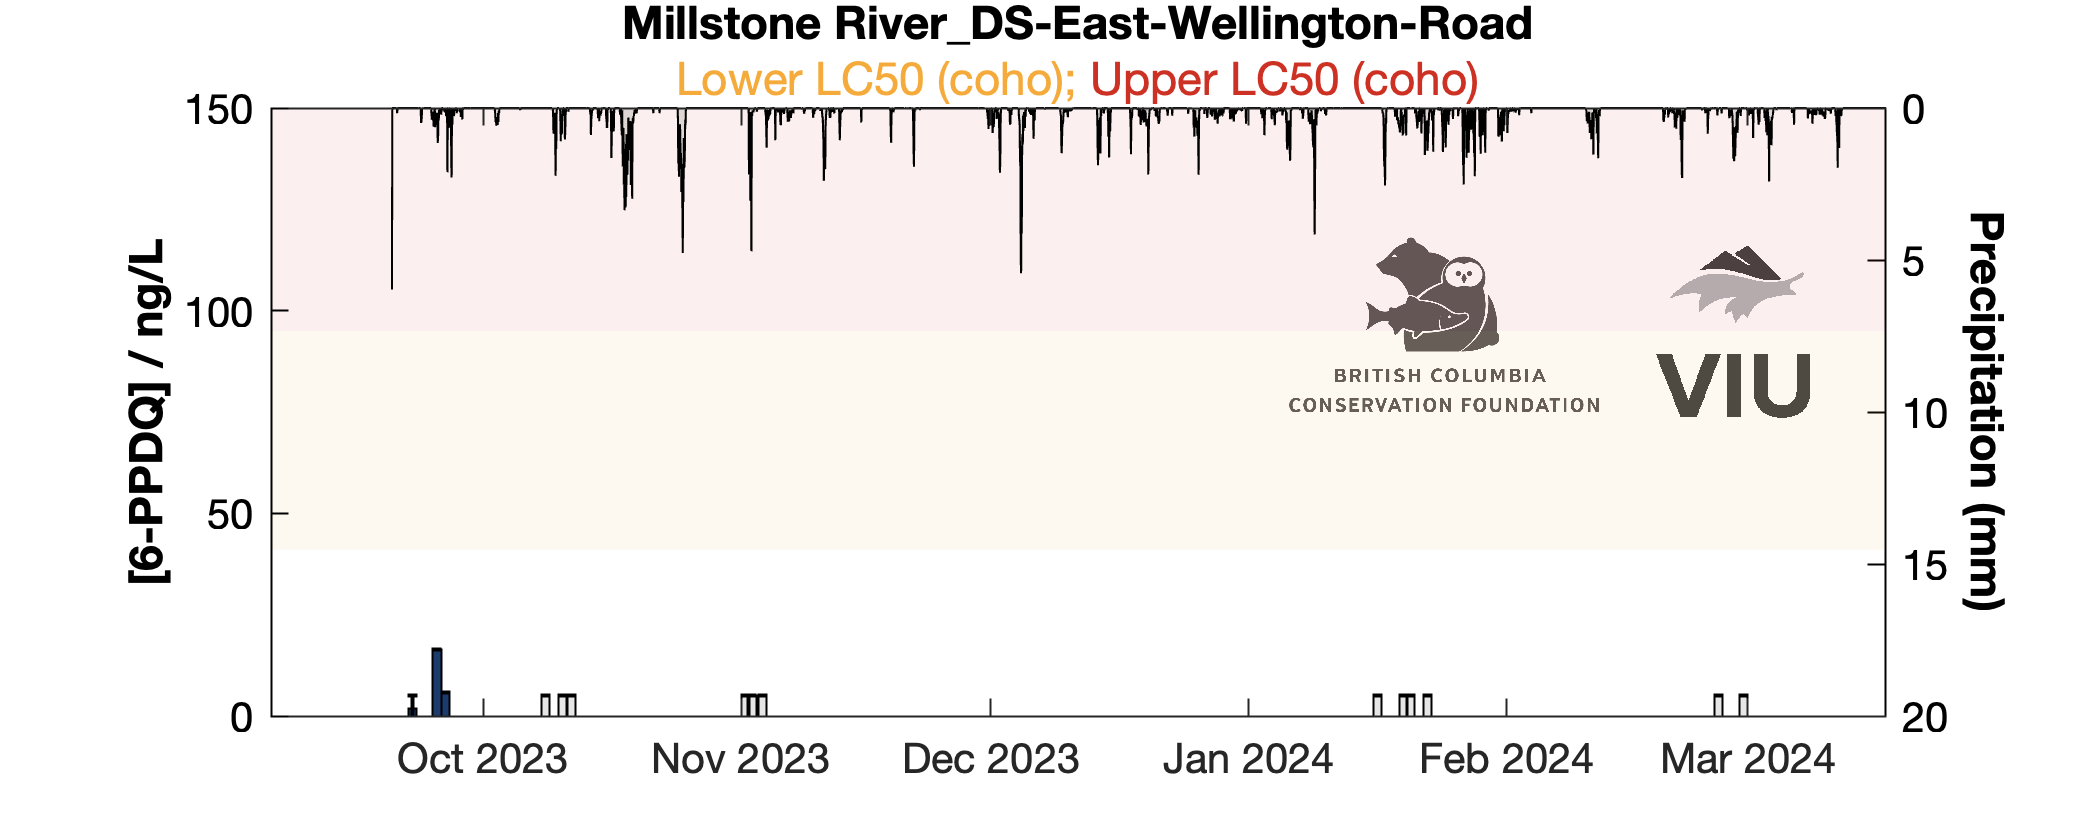 Millstone River_DS-East-Wellington-Road
Lower LC50 (coho); Upper LC50 (coho)
150
100
50
0
[6-PPDQ] / ng/L
0
5
10
15
20
Precipitation (mm)
BRITISH COLUMBIA
CONSERVATION FOUNDATION
VIU
Oct 2023
Nov 2023
Dec 2023
Jan 2024
Feb 2024
Mar 2024